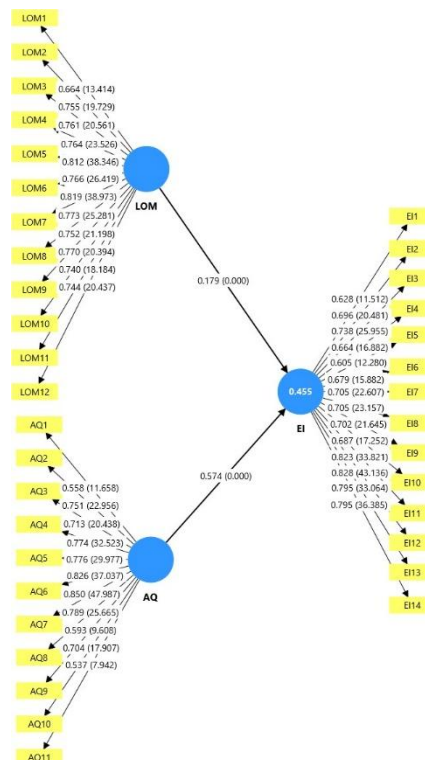 LOM1
LOM2
LOM3
LOM4
LOM5
LOM6
LOM7
LOM8
LOM9
LOM10
LOM11
LOM12
0.664 (13.414)
0.755 (19.729)
0.761 (20.561)
0.764 (23.526)
0.812 (38.346)
0.766 (26.419)
0.819 (38.973)
0.773 (25.281)
0.752 (21.198)
0.770 (20.394)
0.740 (18.184)
0.744 (20.437)
LOM
0.179 (0.000)
AQ1
AQ2
AQ3
AQ4
AQ5
AQ6
AQ7
AQ8
AQ9
AQ10
AQ11
0.558 (11.658)
0.751 (22.956)
0.713 (20.438)
0.774 (32.523)
0.776 (29.977)
0.826 (37.037)
0.850 (47.987)
0.789 (25.665)
0.593 (9.608)
0.704 (17.907)
0.537 (7.942)
AQ
0.574 (0.000)
0.455
EI
0.628 (11.512)
0.696 (20.481)
0.738 (25.955)
0.664 (16.882)
0.605 (12.280)
0.679 (15.882)
0.705 (22.607)
0.705 (23.157)
0.702 (21.645)
0.687 (17.252)
0.823 (33.821)
0.828 (43.136)
0.795 (33.064)
0.795 (36.385)
EI1
EI2
EI3
EI4
EI5
EI6
EI7
EI8
EI9
EI10
EI11
EI12
EI13
EI14